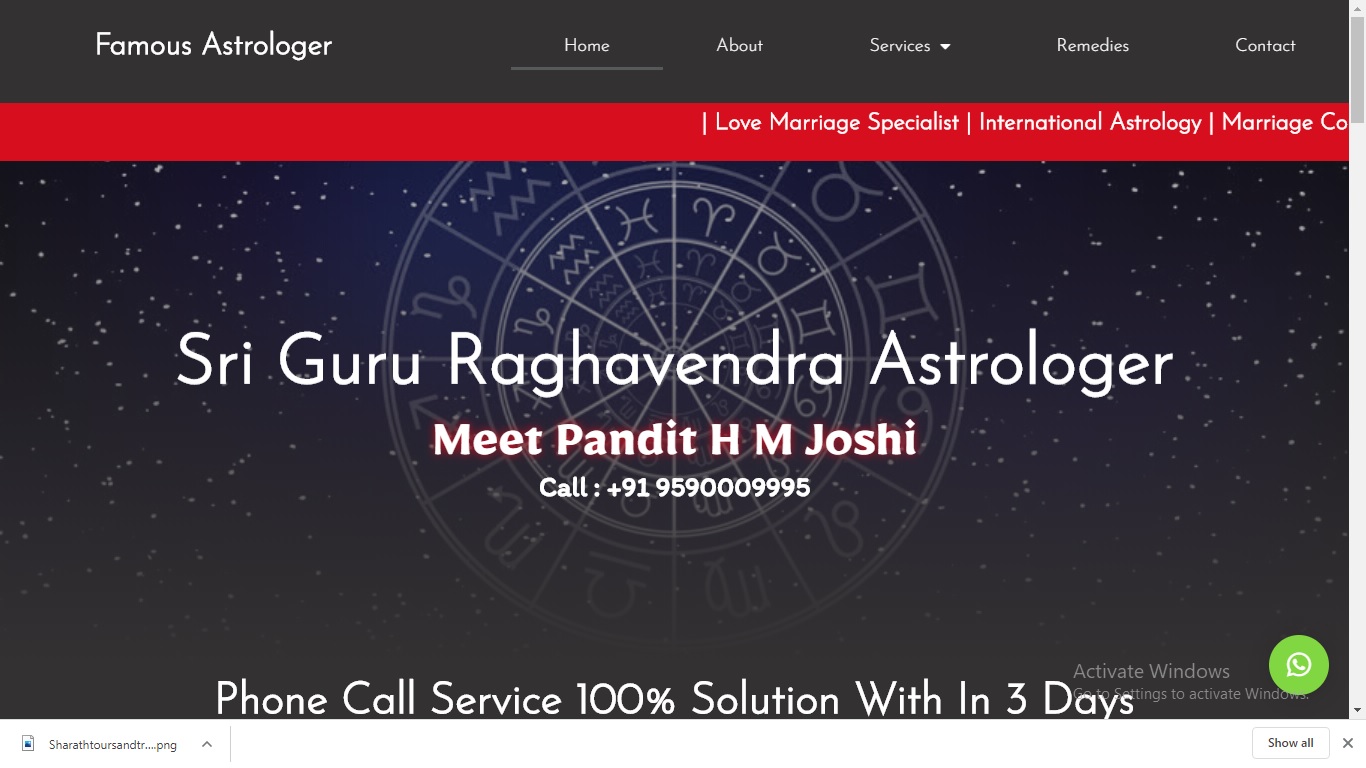 Famous Astrologer
Home
About
Services
Remedies
Contact
| Love Marriage Specialist | International Astrology | Marriage Co
Sri Guru Raghavendra Astrologer
Meet Pandit H M Joshi
Call : +91 9590009995
Phone Call Service 100% Solution With In 3 Days
Activate Windows
Go to Settings to activate Windows.
Sharathtoursandtr....png
Show all